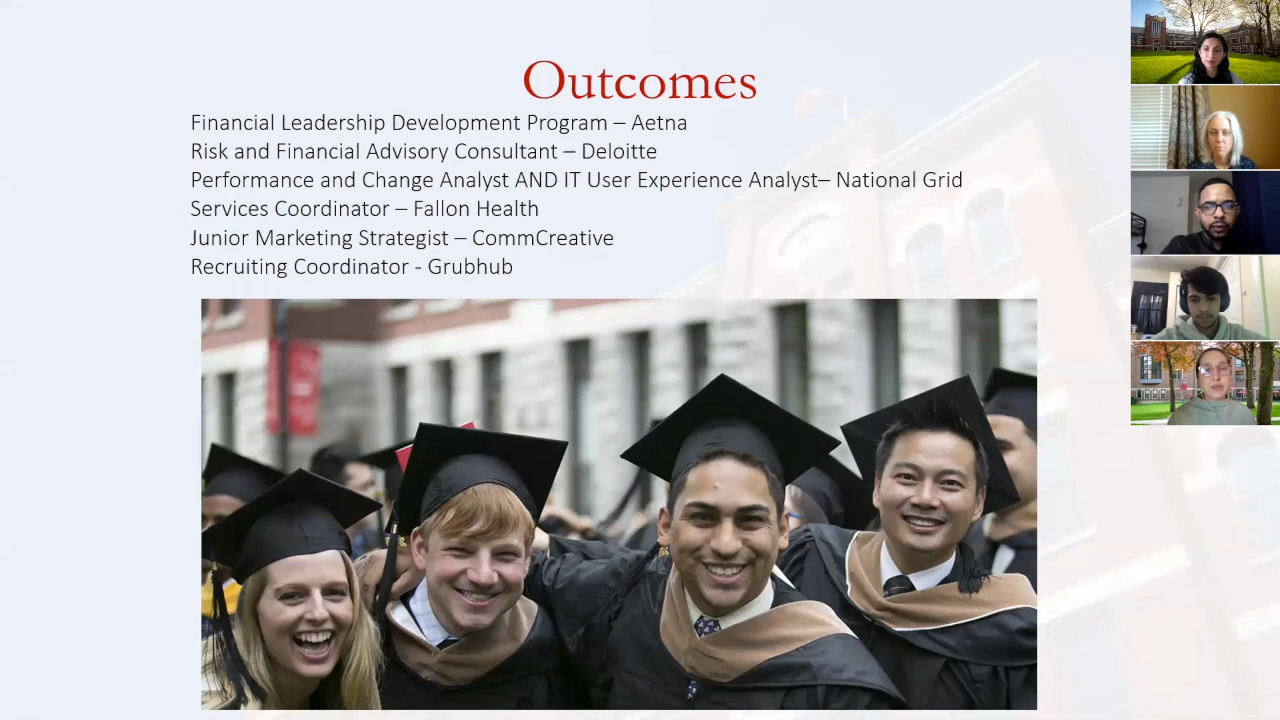 Outcomes
Financial Leadership Development Program – Aetna
Risk and Financial Advisory Consultant – Deloitte
Performance and Change Analyst AND IT User Experience Analyst– National Grid
Services Coordinator – Fallon Health
Junior Marketing Strategist – CommCreative
Recruiting Coordinator - Grubhub